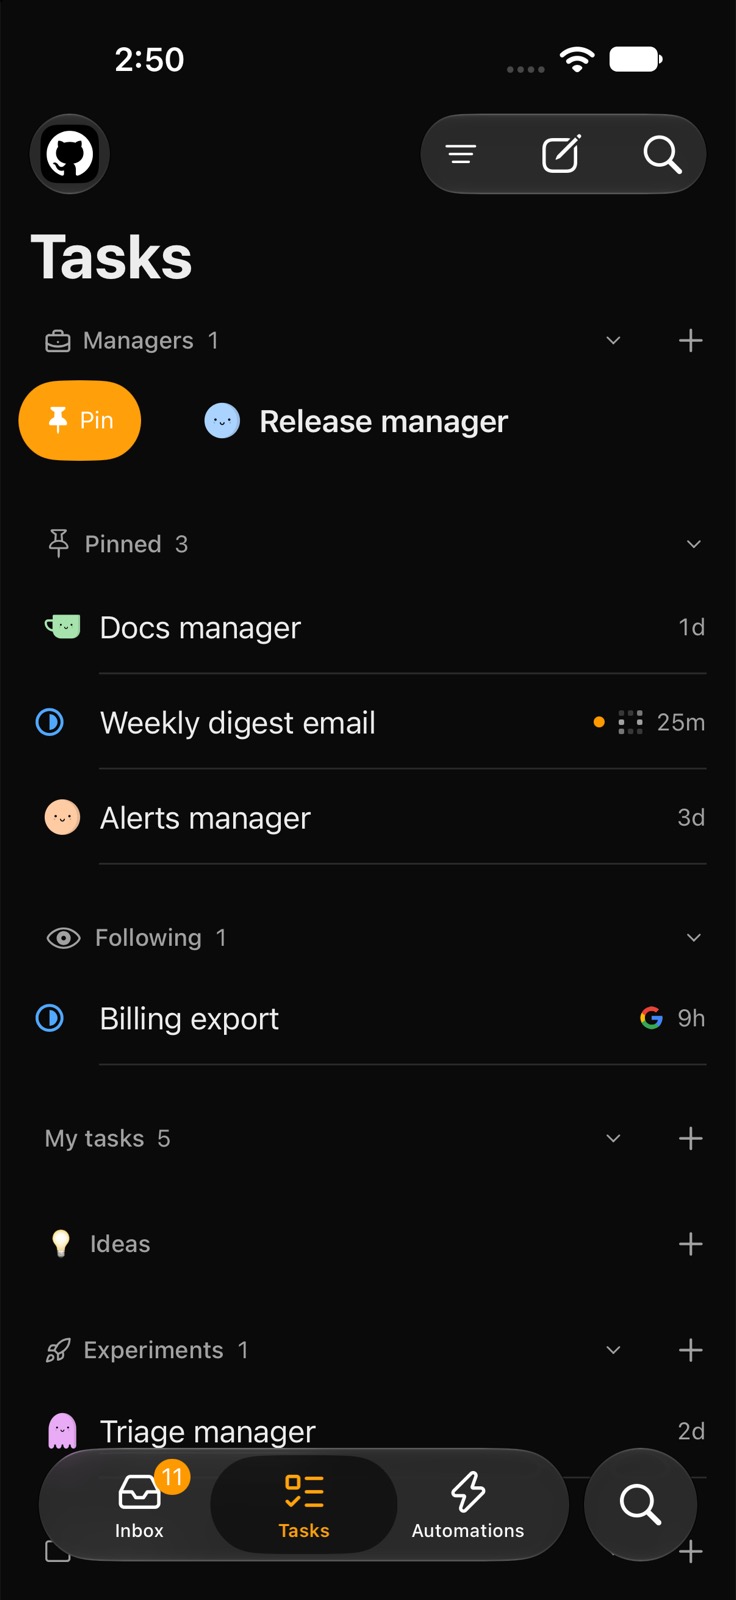 2:50
Tasks
Managers 1
Pin
Release manager
Pinned 3
Docs manager 1d
Weekly digest email 25m
Alerts manager 3d
Following 1
Billing export 9h
My tasks 5
Ideas
Experiments 1
Triage manager 2d
11
Inbox Tasks Automations